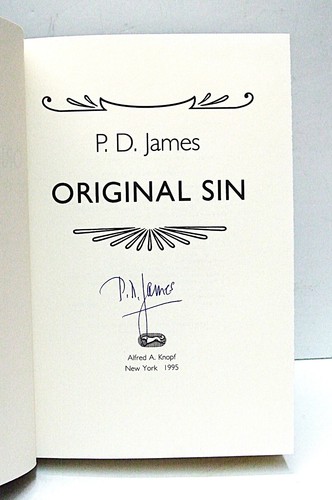 P. D. James
ORIGINAL SIN
P. D. James
Alfred A. Knopf
New York 1995